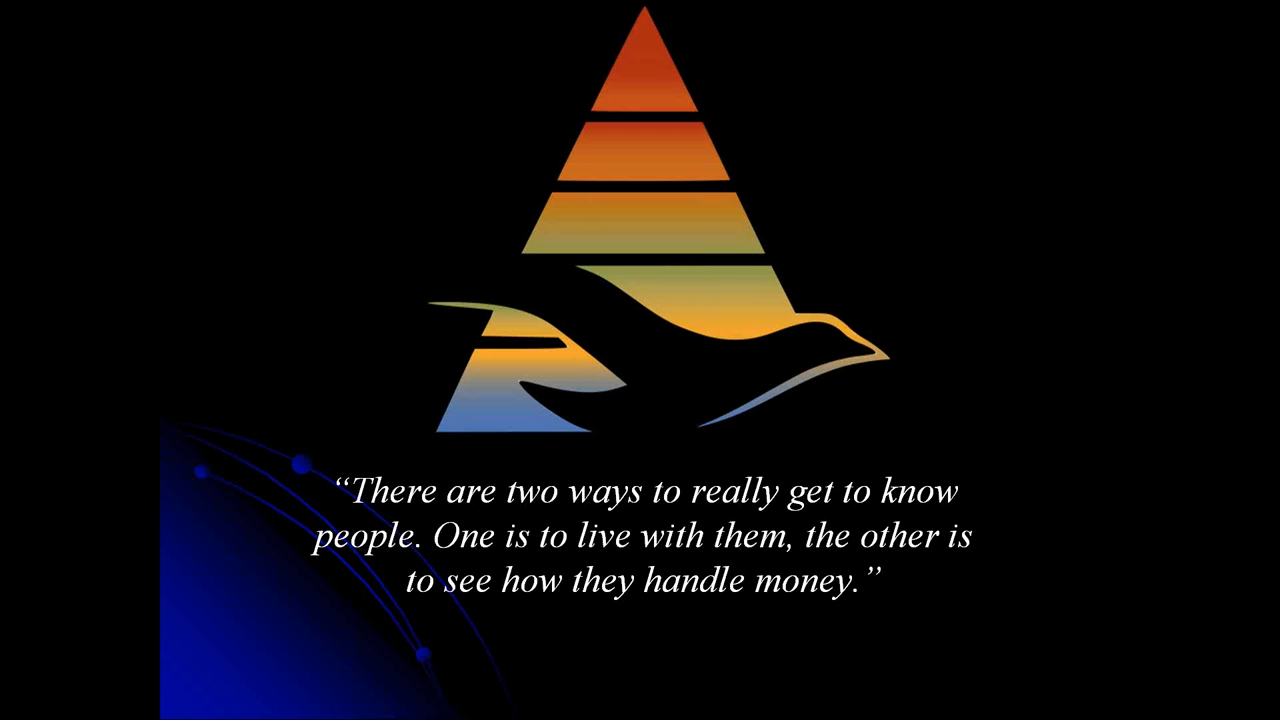 “There are two ways to really get to know
people. One is to live with them, the other is
to see how they handle money.”